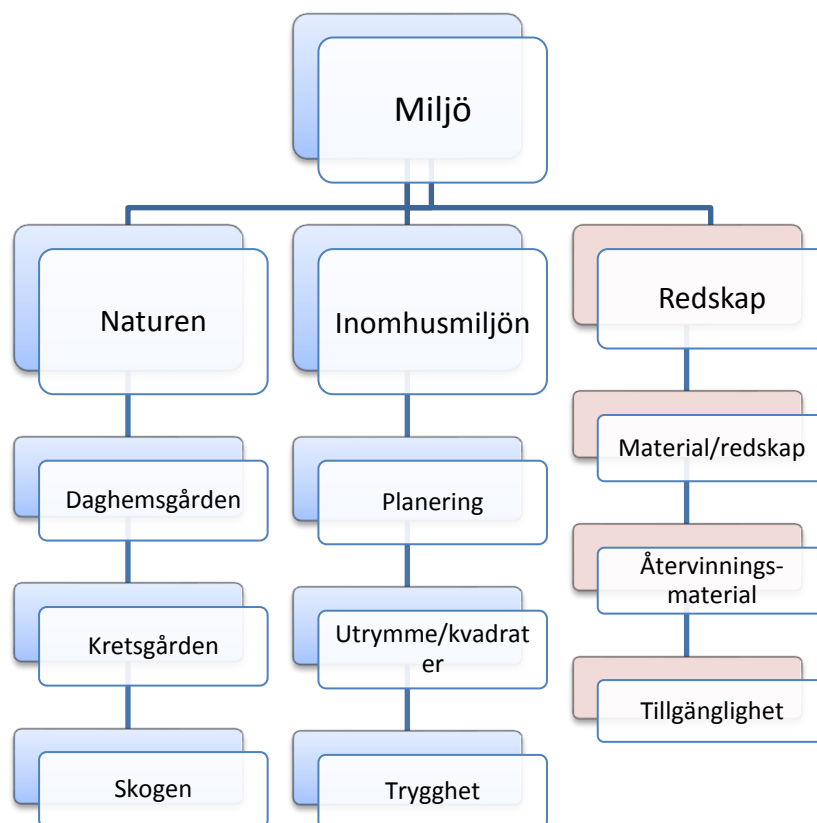 Miljö
Naturen
Inomhusmiljön
Redskap
Daghemsgården
Planering
Material/redskap
Kretsgården
Utrymme/kvadrat
er
Återvinnings-
material
Skogen
Trygghet
Tillgänglighet